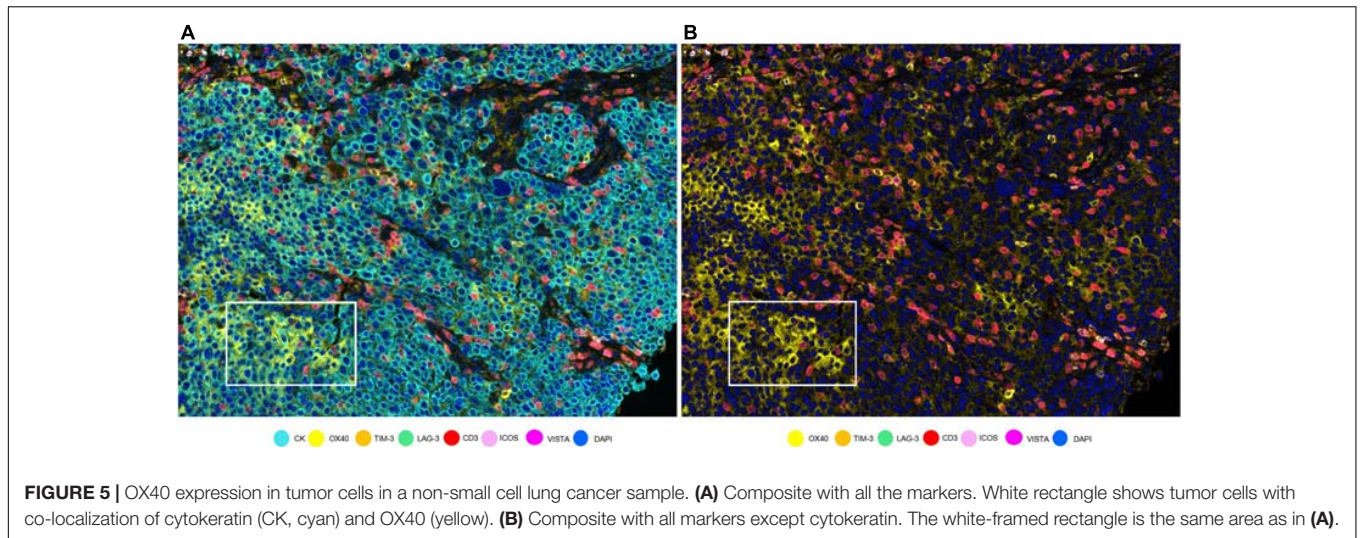 A B
CK OX40 TIM-3 LAG-3 CD3 ICOS VISTA DAPI OX40 TIM-3 LAG-3 CD3 ICOS VISTA DAPI
FIGURE 5 | OX40 expression in tumor cells in a non-small cell lung cancer sample. (A) Composite with all the markers. White rectangle shows tumor cells with
co-localization of cytokeratin (CK, cyan) and OX40 (yellow). (B) Composite with all markers except cytokeratin. The white-framed rectangle is the same area as in (A).